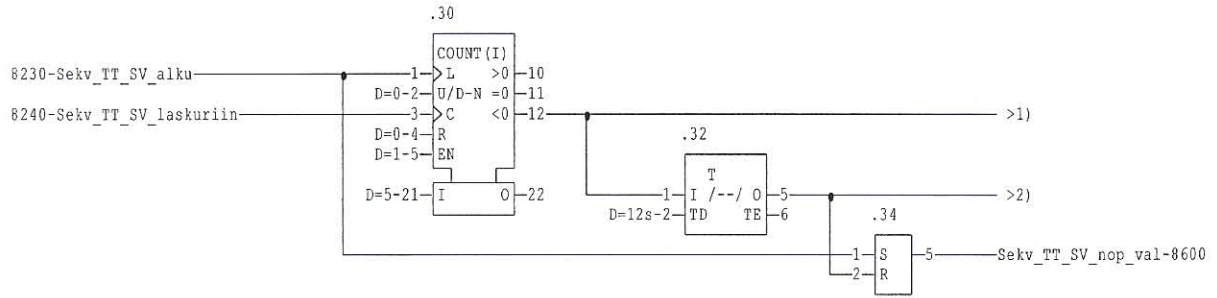 .30
COUNT(I)
8230-Sekv_TT_SV_alku 1 L >0 10
D=0-2 U/D-N =0 11
8240-Sekv_TT_SV_laskuriin 3 C <0 12 >1)
D=0-4 R .32
D=1-5 EN
T
D=5-21 I O 22 1 I /--/ O 5 >2)
D=12s-2 TD TE 6 .34
1 S 5 Sekv_TT_SV_nop_val-8600
2 R